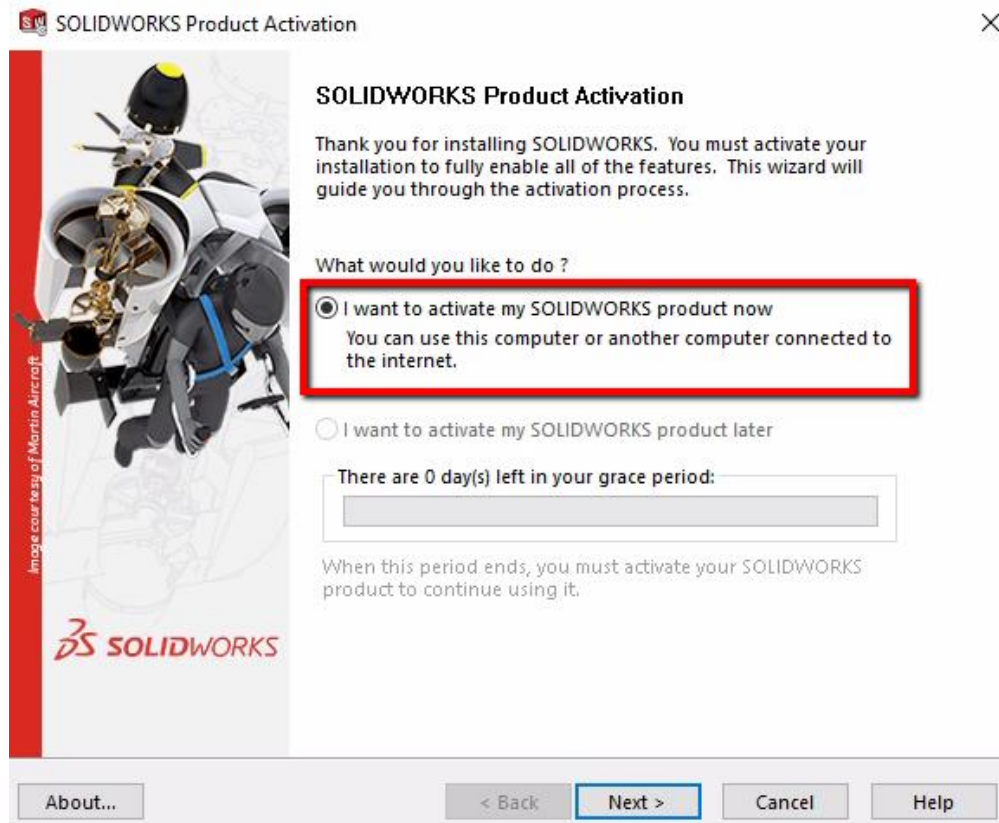 SOLIDWORKS Product Activation
SOLIDWORKS Product Activation
Thank you for installing SOLIDWORKS. You must activate your
installation to fully enable all of the features. This wizard will
guide you through the activation process.
What would you like to do ?
I want to activate my SOLIDWORKS product now
You can use this computer or another computer connected to
the internet.
I want to activate my SOLIDWORKS product later
There are 0 day(s) left in your grace period:
When this period ends, you must activate your SOLIDWORKS
product to continue using it.
Image courtesy of Martin Aircraft
SOLIDWORKS
About...
< Back
Next >
Cancel
Help